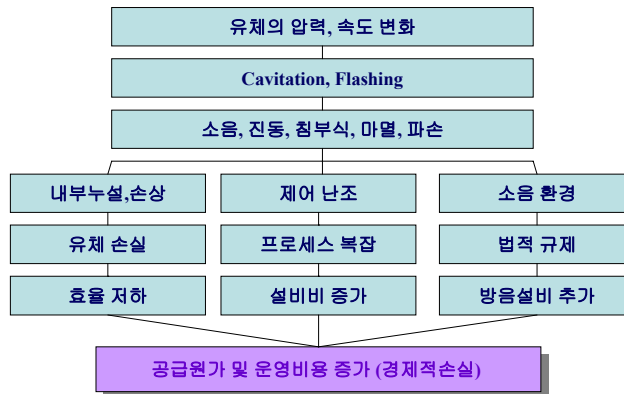 유체의 압력, 속도 변화
Cavitation, Flashing
소음, 진동, 침부식, 마멸, 파손
내부누설,손상
제어 난조
소음 환경
유체 손실
프로세스 복잡
법적 규제
효율 저하
설비비 증가
방음설비 추가
공급원가 및 운영비용 증가 (경제적손실)